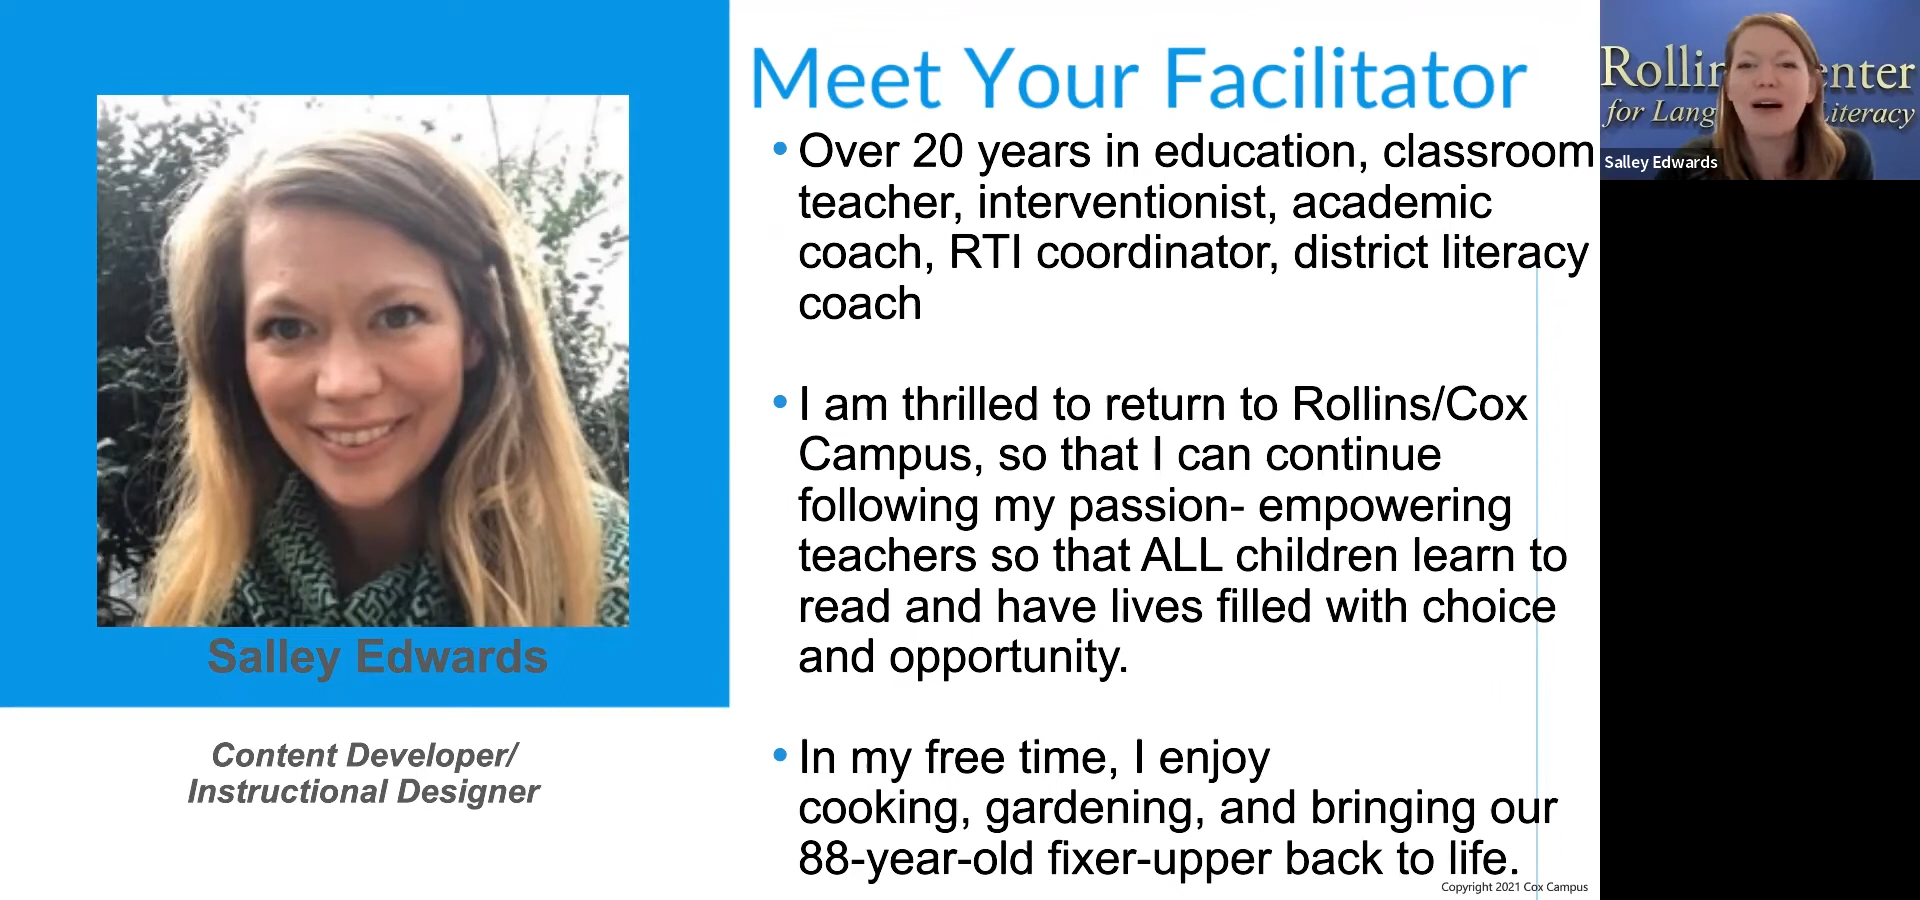 Meet Your Facilitator
• Over 20 years in education, classroom
teacher, interventionist, academic
coach, RTI coordinator, district literacy
coach
• I am thrilled to return to Rollins/Cox
Campus, so that I can continue
following my passion- empowering
teachers so that ALL children learn to
read and have lives filled with choice
and opportunity.
• In my free time, I enjoy
cooking, gardening, and bringing our
88-year-old fixer-upper back to life.
Copyright 2021 Cox Campus
Salley Edwards
Content Developer/
Instructional Designer
Rollin enter
for Lang Literacy
Salley Edwards